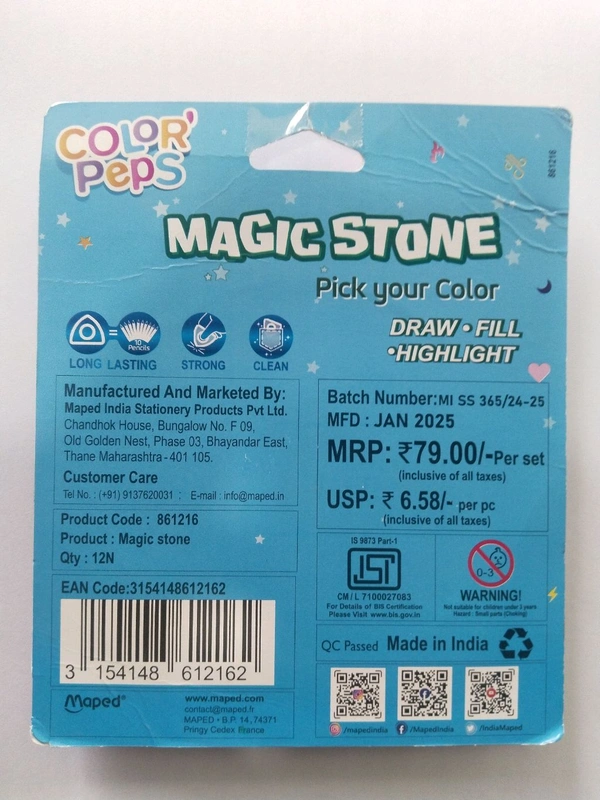 COLOR'
Peps
861216
MAGIC STONE
Pick your Color
DRAW • FILL
•HIGHLIGHT
=
10
Pencils
LONG LASTING
STRONG
CLEAN
Manufactured And Marketed By:
Maped India Stationery Products Pvt Ltd.
Chandhok House, Bungalow No. F 09,
Old Golden Nest, Phase 03, Bhayandar East,
Thane Maharashtra - 401 105.
Customer Care
Tel No. : (+91) 9137620031 : E-mail : info@maped.in
Product Code : 861216
Product : Magic stone
Qty : 12N
EAN Code:3154148612162
3 154148 612162
Maped®
www.maped.com
contact@maped.fr
MAPED • B.P. 14, 74371
Pringy Cedex France
Batch Number:MI SS 365/24-25
MFD : JAN 2025
MRP: ₹79.00/-Per set
(inclusive of all taxes)
USP: ₹ 6.58/- per pc
(inclusive of all taxes)
IS 9873 Part-1
CM / L 7100027083
For Details of BIS Certification
Please Visit www.bis.gov.in
0-3
WARNING!
Not suitable for children under 3 years
Hazard : Small parts (Choking)
QC Passed Made in India
/mapedindia
/MapedIndia
/IndiaMaped